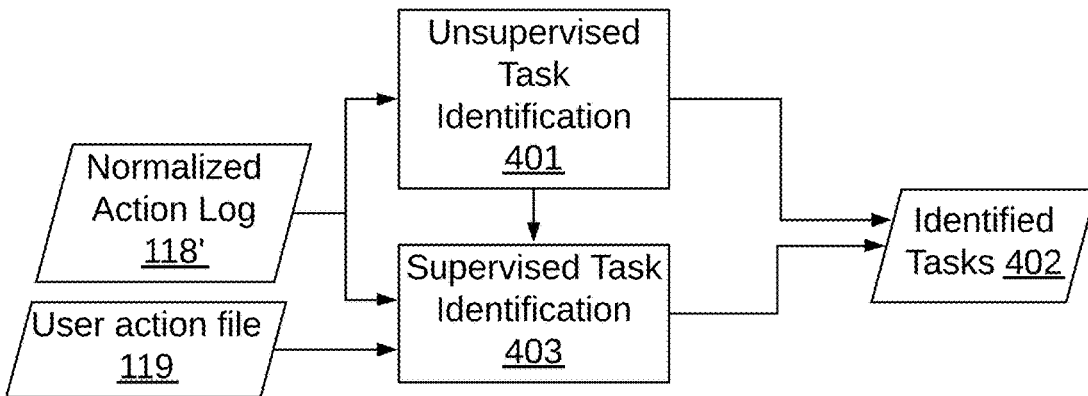 Unsupervised
Task
Identification
401
Normalized
Action Log
118'
Supervised Task
Identification
403
User action file
119
Identified
Tasks 402